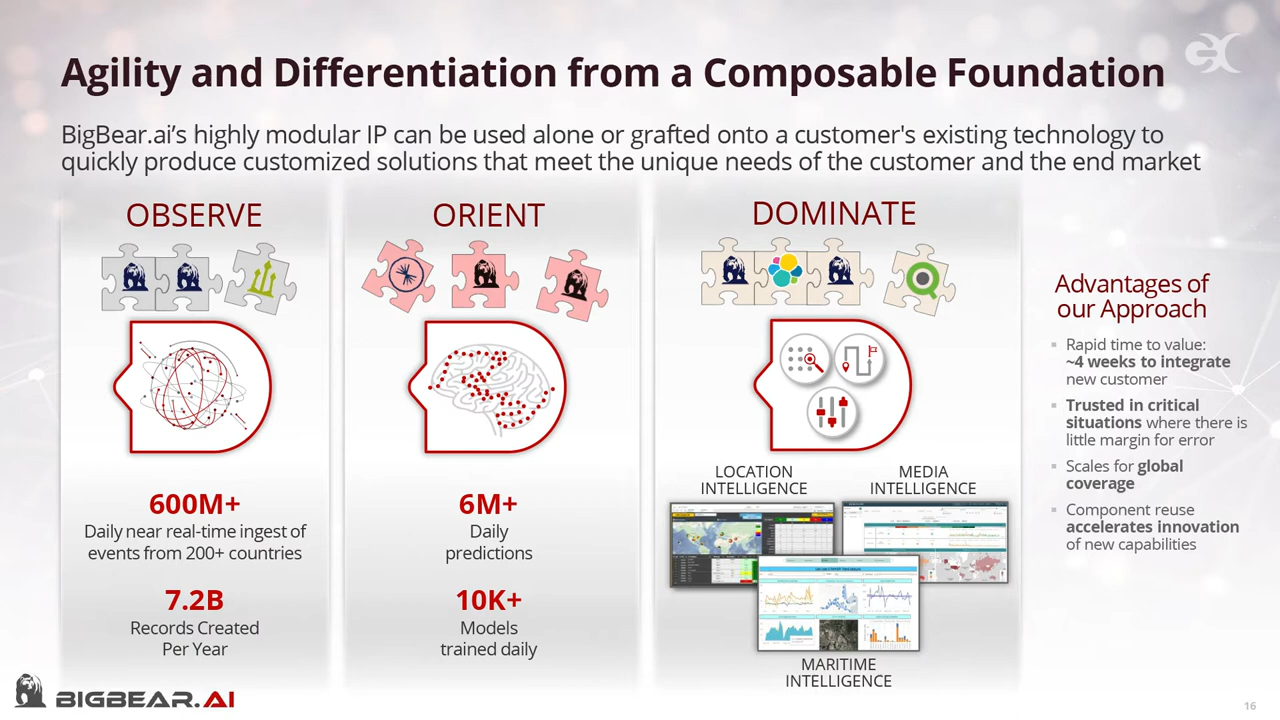 Agility and Differentiation from a Composable Foundation
BigBear.ai’s highly modular IP can be used alone or grafted onto a customer's existing technology to
quickly produce customized solutions that meet the unique needs of the customer and the end market
OBSERVE
600M+
Daily near real-time ingest of
events from 200+ countries
7.2B
Records Created
Per Year
ORIENT
6M+
Daily
predictions
10K+
Models
trained daily
DOMINATE
LOCATION
INTELLIGENCE
MEDIA
INTELLIGENCE
MARITIME
INTELLIGENCE
Advantages of
our Approach
Rapid time to value:
~4 weeks to integrate
new customer
Trusted in critical
situations where there is
little margin for error
Scales for global
coverage
Component reuse
accelerates innovation
of new capabilities
BIGBEAR.AI
16